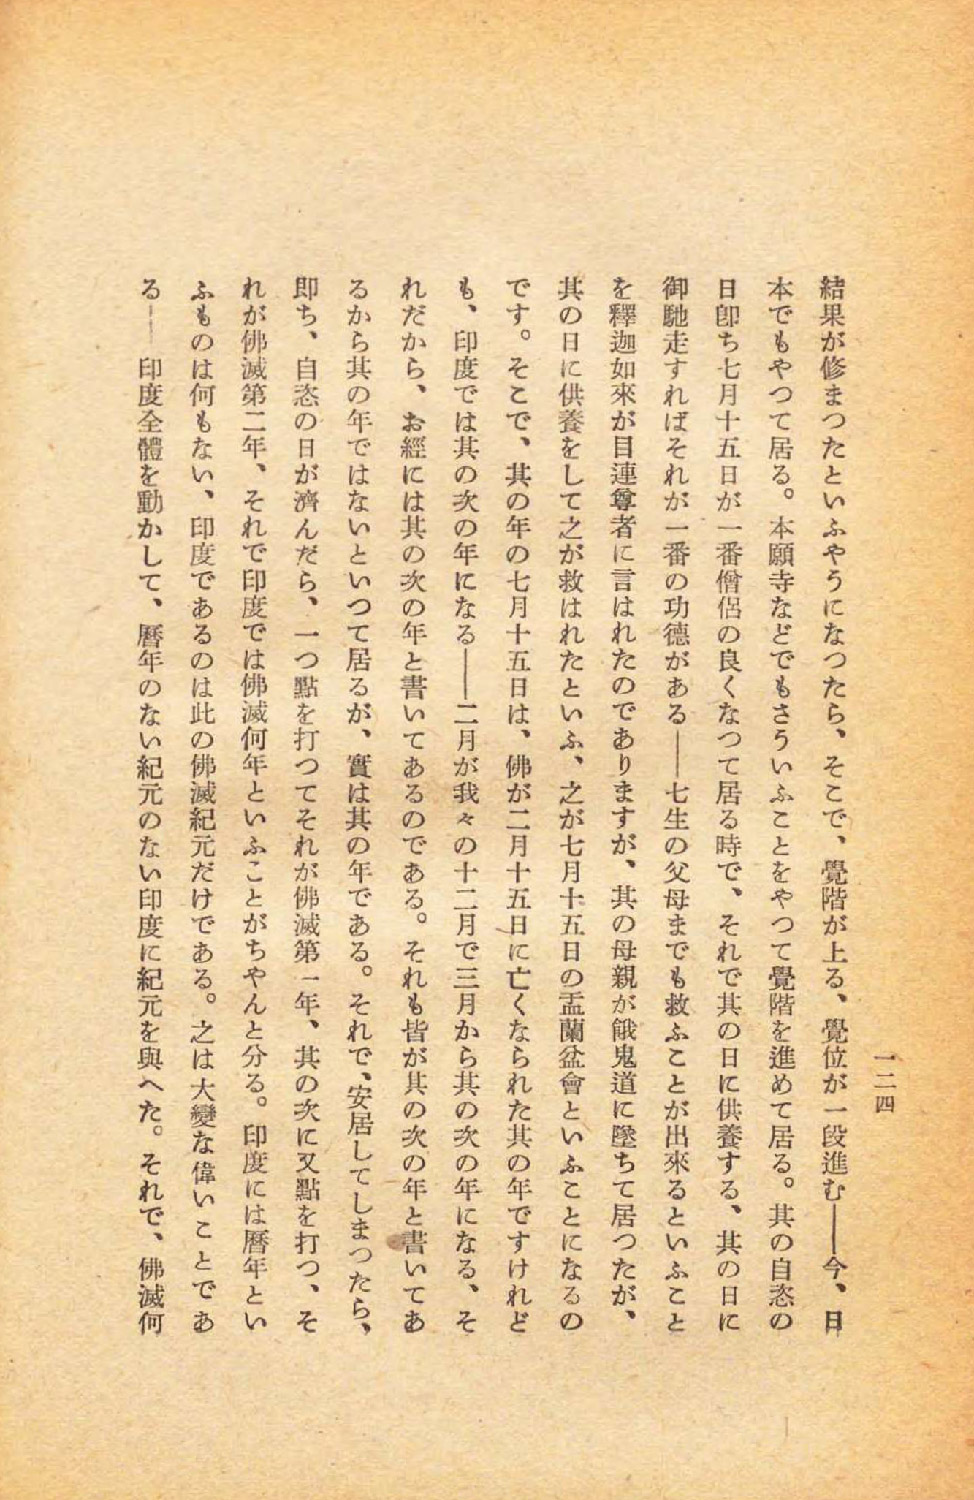 一二四
結果が修まつたといふやうになつたら、そこで、覺階が上る、覺位が一段進む――今、日
本でもやつて居る。本願寺などでもさういふことをやつて覺階を進めて居る。其の自恣の
日卽ち七月十五日が一番僧侶の良くなつて居る時で、それで其の日に供養する、其の日に
御馳走すればそれが一番の功德がある――七生の父母までも救ふことが出來るといふこと
を釋迦如來が目連尊者に言はれたのでありますが、其の母親が餓鬼道に墜ちて居つたが、
其の日に供養をして之が救はれたといふ、之が七月十五日の盂蘭盆會といふことになるの
です。そこで、其の年の七月十五日は、佛が二月十五日に亡くなられた其の年ですけれど
も、印度では其の次の年になる――二月が我々の十二月で三月から其の次の年になる、そ
れだから、お經には其の次の年と書いてあるのである。それも皆が其の次の年と書いてあ
るから其の年ではないといつて居るが、實は其の年である。それで、安居してしまつたら、
卽ち、自恣の日が濟んだら、一つ點を打つてそれが佛滅第一年、其の次に又點を打つ、そ
れが佛滅第二年、それで印度では佛滅何年といふことがちやんと分る。印度には曆年とい
ふものは何もない、印度であるのは此の佛滅紀元だけである。之は大變な偉いことであ
る――印度全體を動かして、曆年のない紀元のない印度に紀元を與へた。それで、佛滅何